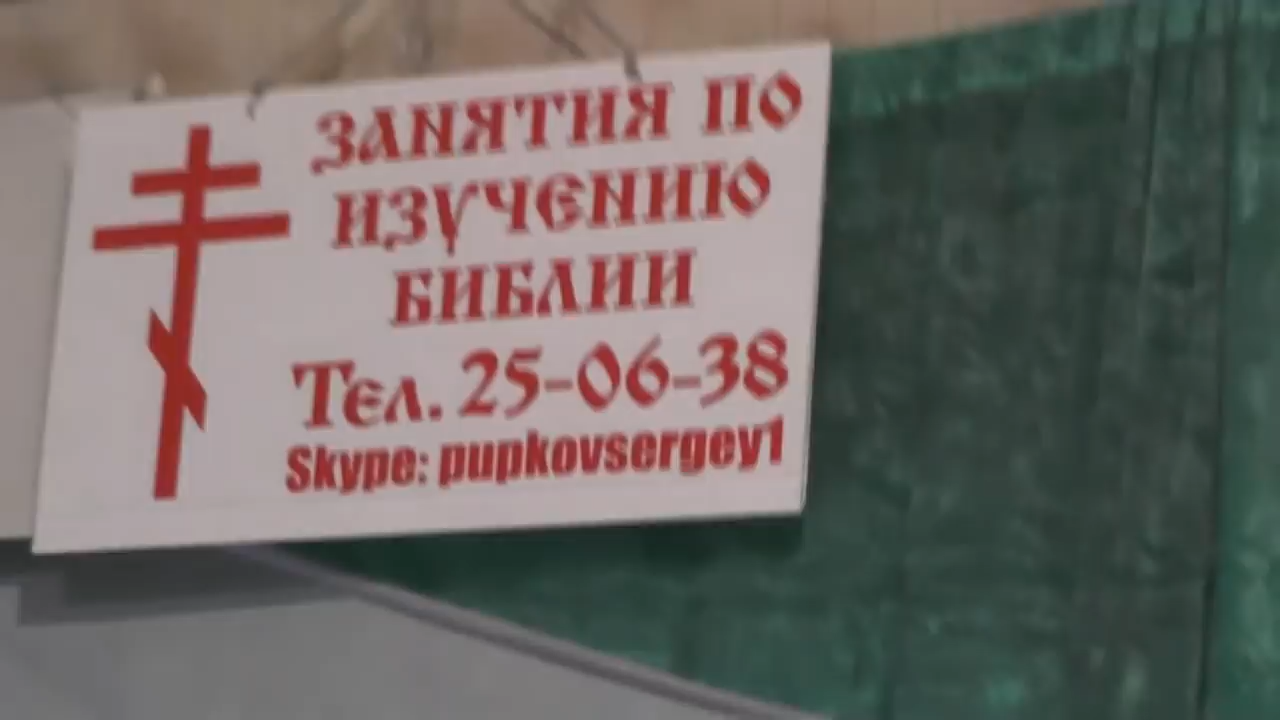 ЗАНЯТИЯ ПО
ИЗУЧЕНИЮ
БИБЛИИ
Тел. 25-06-38
Skype: pupkovsergey1